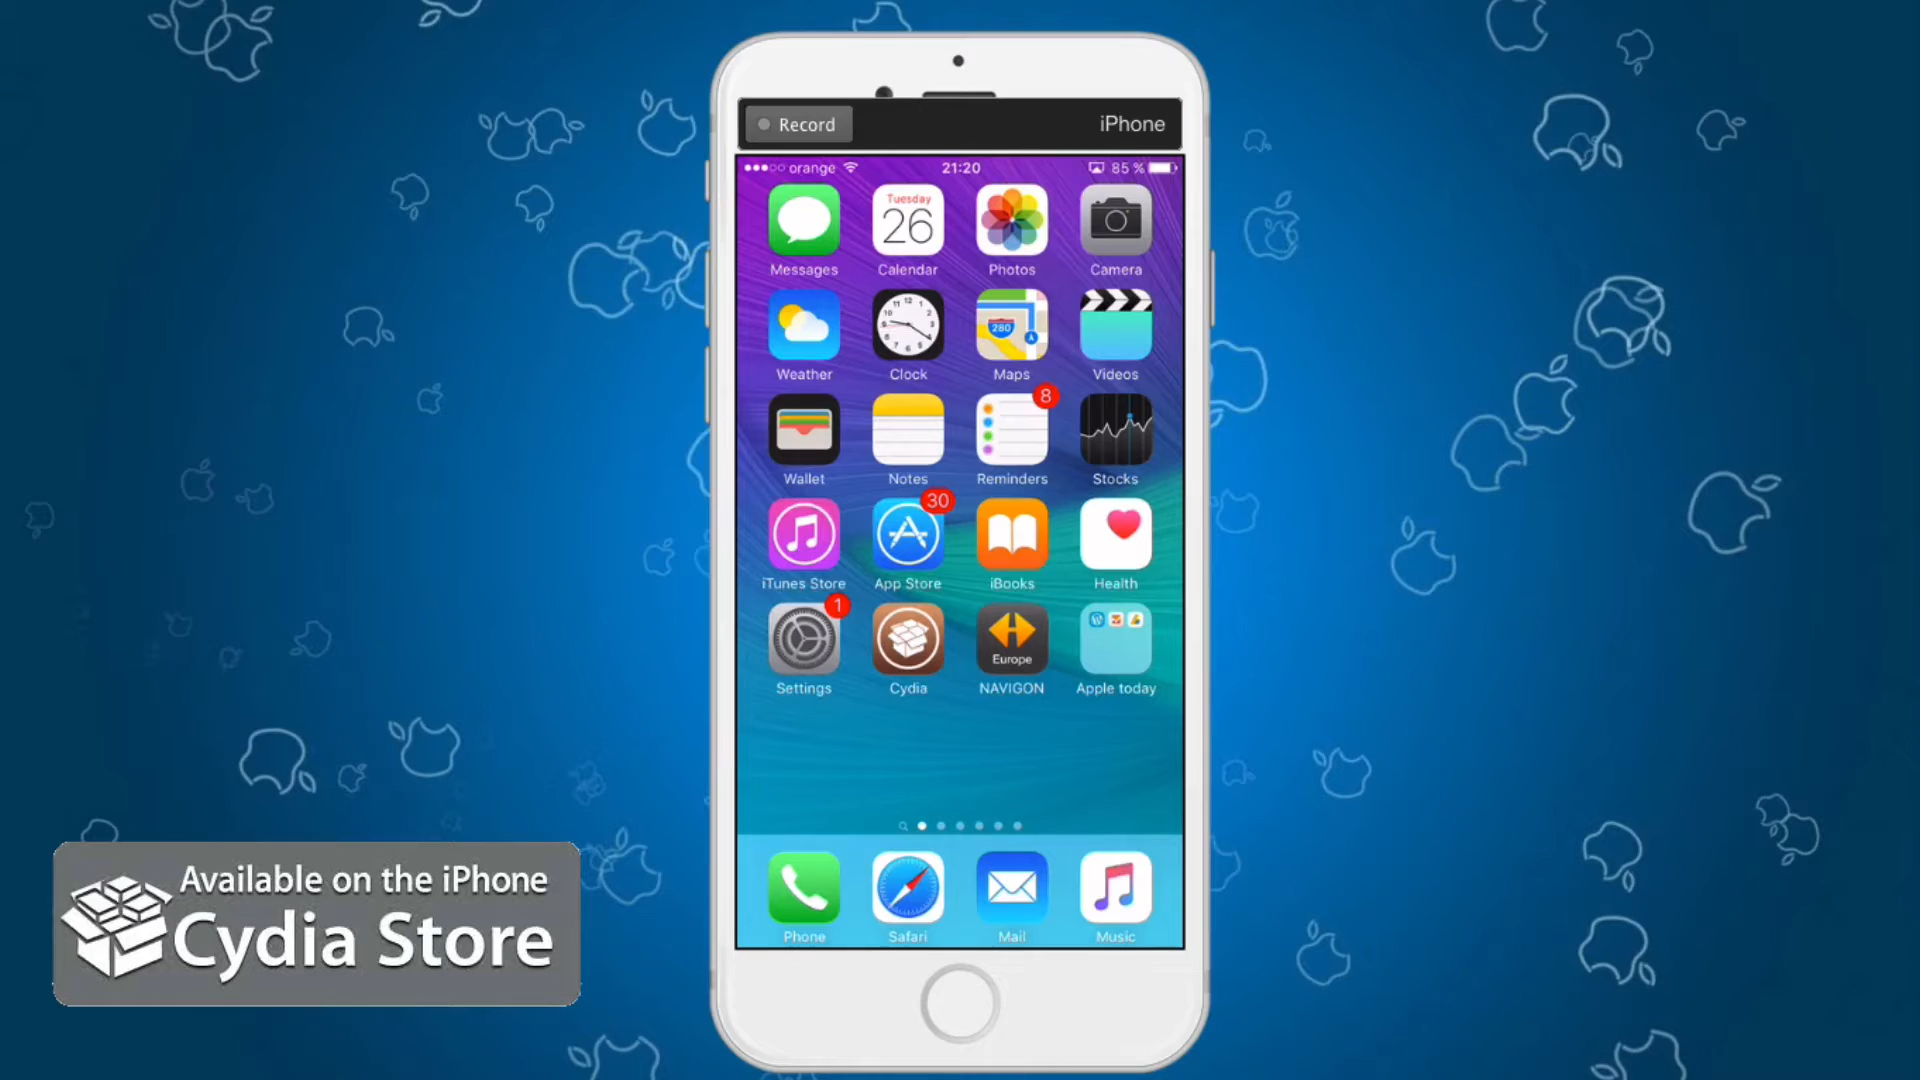 Record
iPhone
orange 21:20 85 %
Tuesday
26
Messages Calendar Photos Camera
280
Weather Clock Maps Videos
8
Wallet Notes Reminders Stocks
30
iTunes Store App Store iBooks Health
1
Europe
Settings Cydia NAVIGON Apple today
Phone Safari Mail Music
Available on the iPhone
Cydia Store